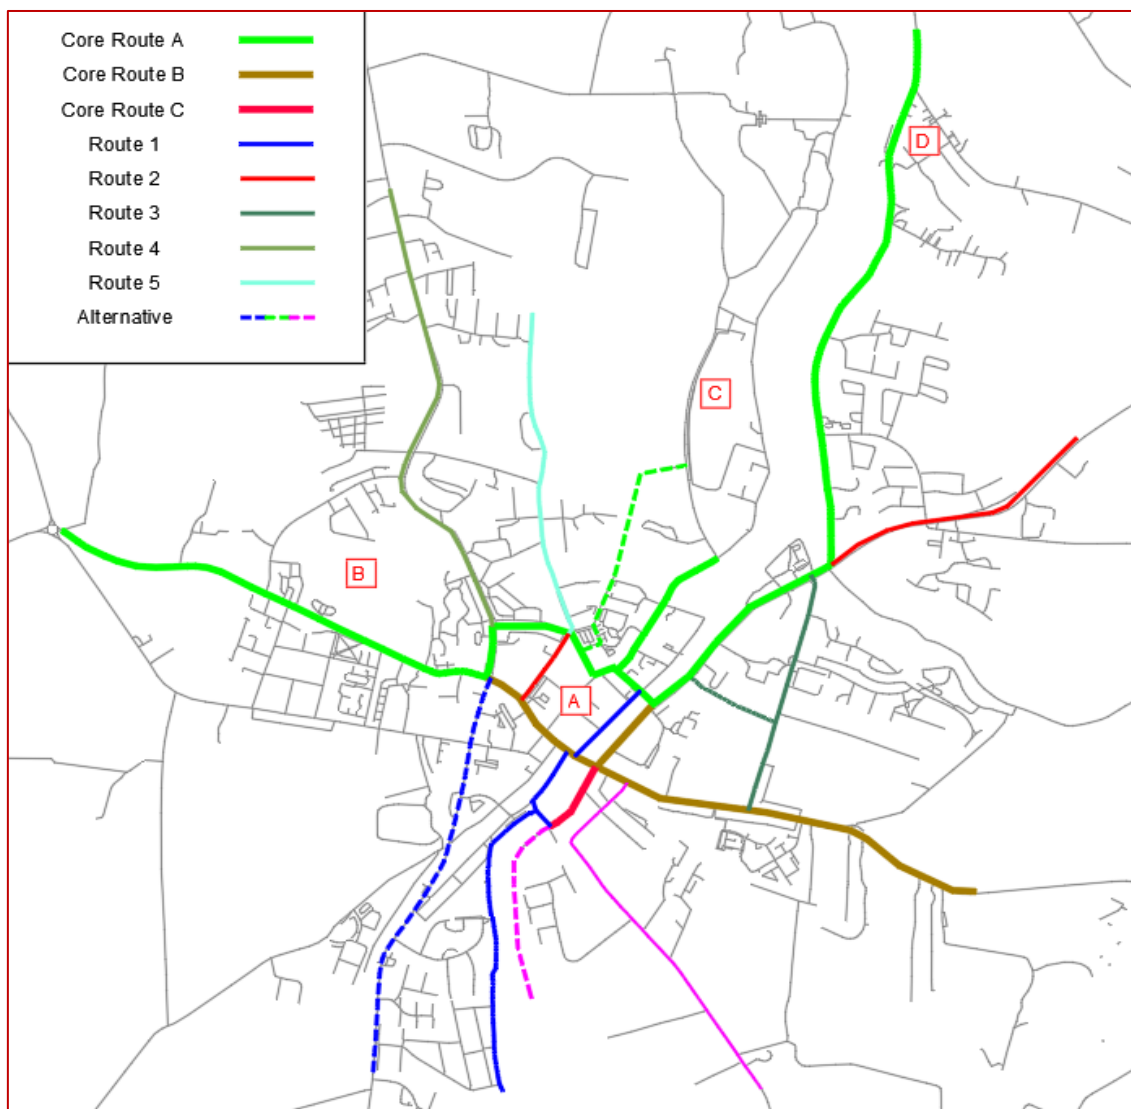 Core Route A
Core Route B
Core Route C
Route 1
Route 2
Route 3
Route 4
Route 5
Alternative
D
C
B
A